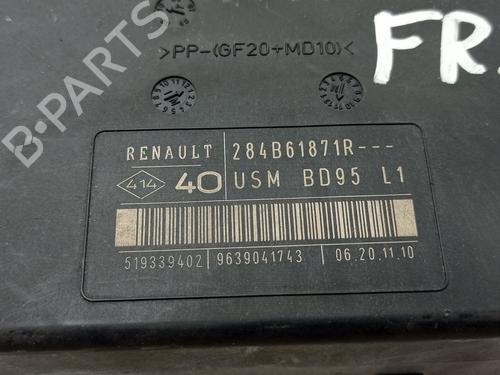 >PP-(GF20+MD10)<
FR
B-PARTS
RENAULT 284B61871R---
414 40 USM BD95 L1
519339402 9639041743 06.20.11.10